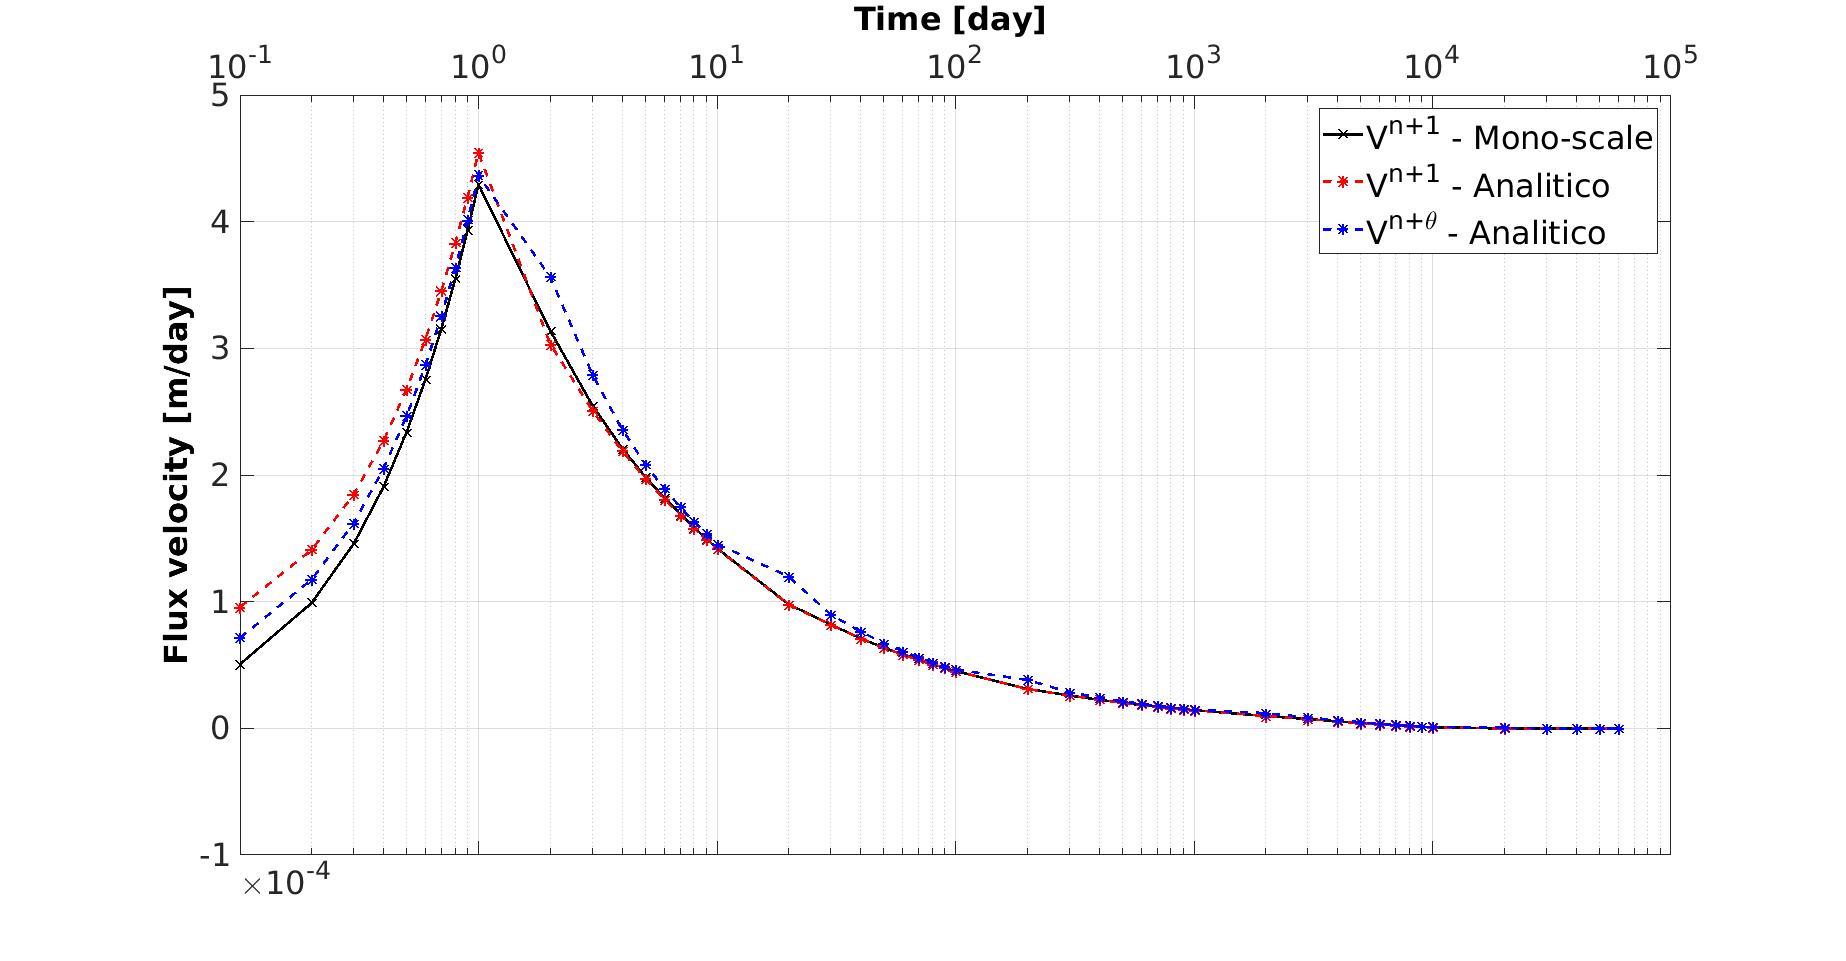 Time [day]
10^-1 10^0 10^1 10^2 10^3 10^4 10^5
5
4
3
2
1
0
-1
×10^-4
Flux velocity [m/day]
V^n+1 - Mono-scale
V^n+1 - Analitico
V^n+θ - Analitico